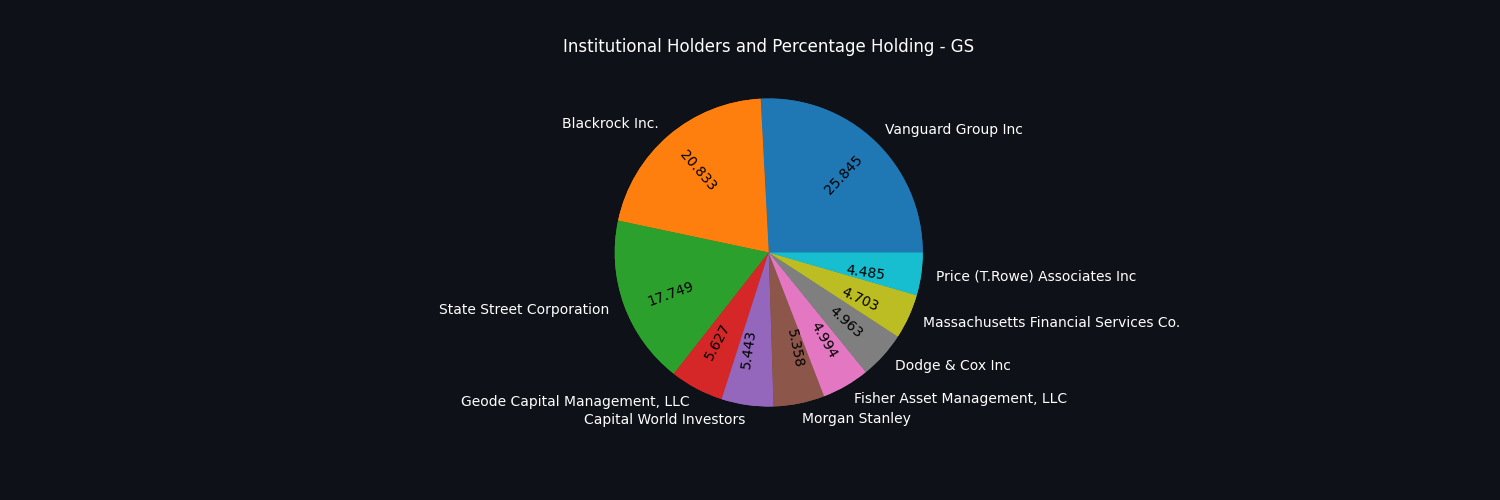 Institutional Holders and Percentage Holding - GS
Vanguard Group Inc
25.845
Blackrock Inc.
20.833
State Street Corporation
17.749
Geode Capital Management, LLC
5.627
Capital World Investors
5.443
Morgan Stanley
5.358
Fisher Asset Management, LLC
4.994
Dodge & Cox Inc
4.963
Massachusetts Financial Services Co.
4.703
Price (T.Rowe) Associates Inc
4.485